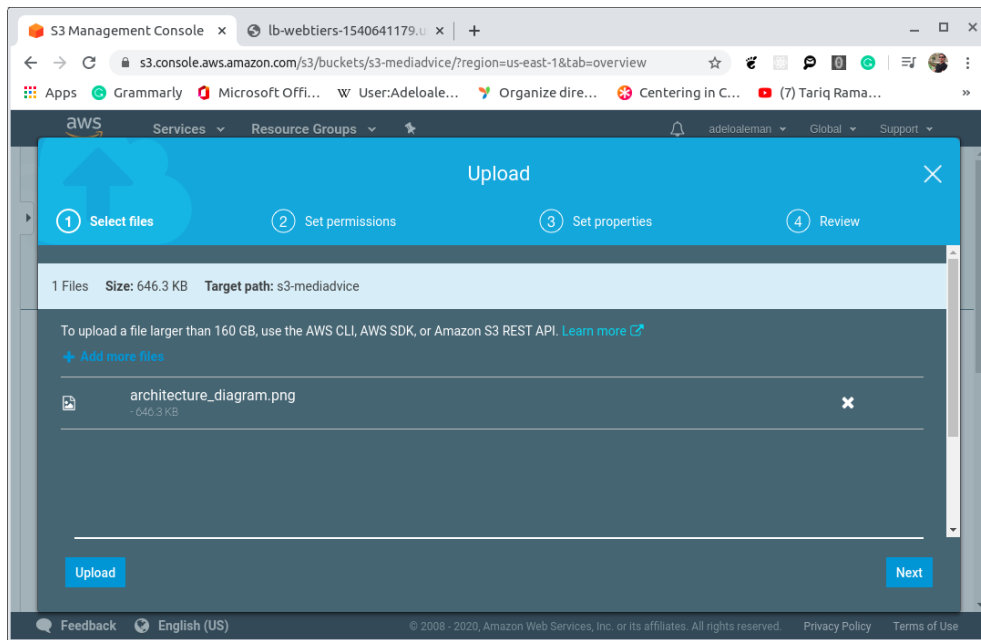 S3 Management Console
lb-webtiers-1540641179.u
s3.console.aws.amazon.com/s3/buckets/s3-mediadvice/?region=us-east-1&tab=overview
Apps Grammarly Microsoft Offi... W User:Adeloale... Organize dire... Centering in C... (7) Tariq Rama... »
aws Services Resource Groups adeloaleman Global Support
Upload
1 Select files 2 Set permissions 3 Set properties 4 Review
1 Files Size: 646.3 KB Target path: s3-mediadvice
To upload a file larger than 160 GB, use the AWS CLI, AWS SDK, or Amazon S3 REST API. Learn more
+ Add more files
architecture_diagram.png
- 646.3 KB
Upload Next
Feedback English (US) © 2008 - 2020, Amazon Web Services, Inc. or its affiliates. All rights reserved. Privacy Policy Terms of Use